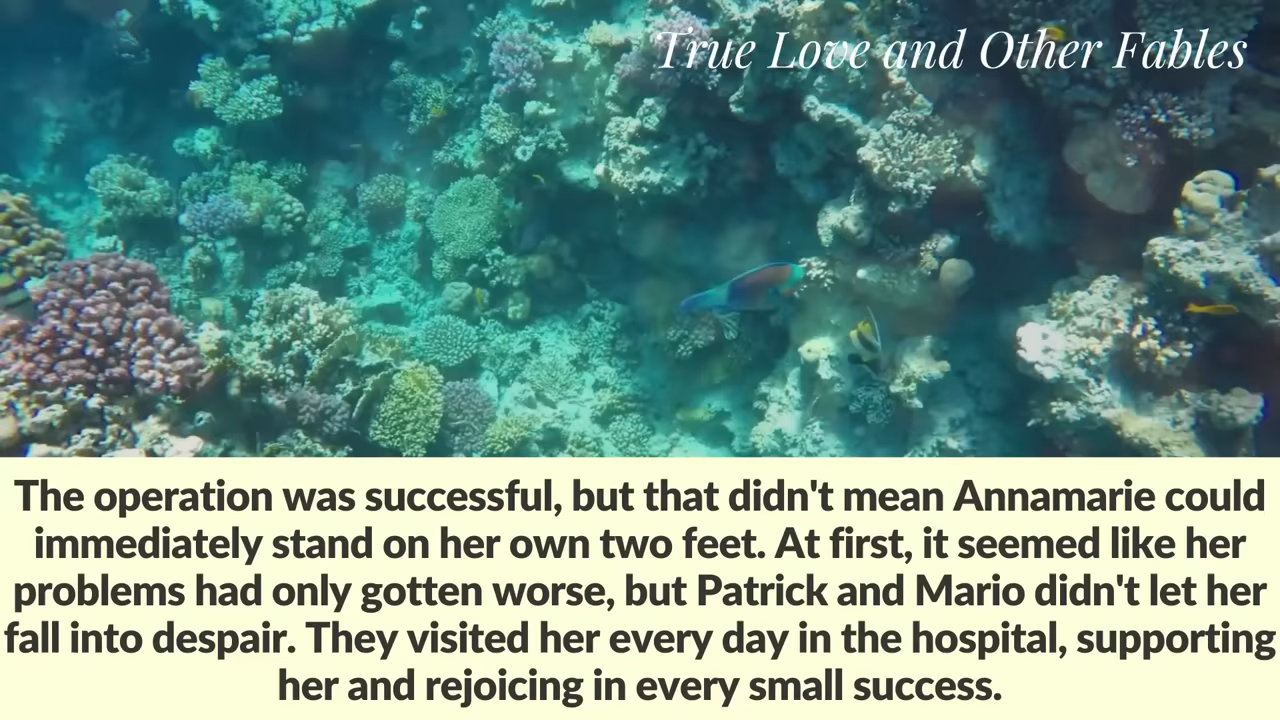 True Love and Other Fables
The operation was successful, but that didn't mean Annamarie could
immediately stand on her own two feet. At first, it seemed like her
problems had only gotten worse, but Patrick and Mario didn't let her
fall into despair. They visited her every day in the hospital, supporting
her and rejoicing in every small success.